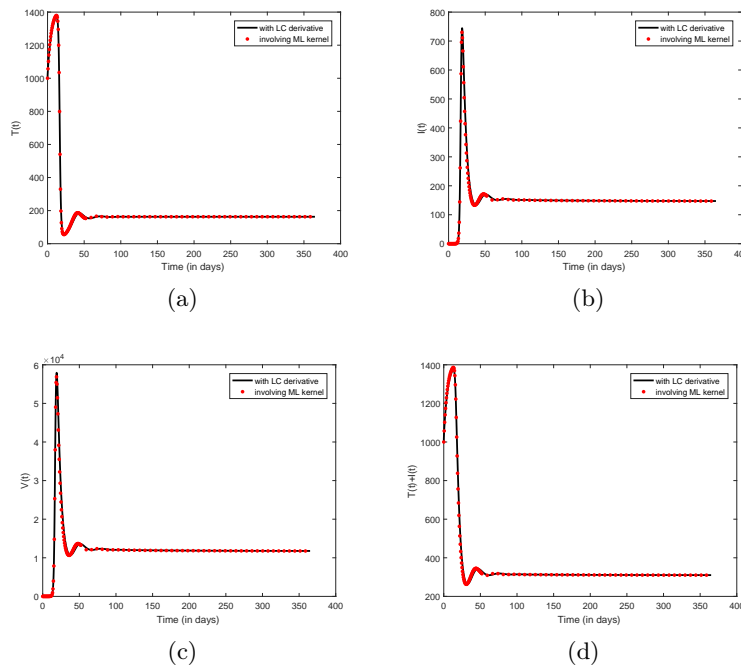 1400
1200
1000
800
600
400
200
0
T(t)
0 50 100 150 200 250 300 350 400
Time (in days)
with LC derivative
involving ML kernel
(a)
800
700
600
500
400
300
200
100
0
I(t)
0 50 100 150 200 250 300 350 400
Time (in days)
with LC derivative
involving ML kernel
(b)
×10⁴
6
5
4
3
2
1
0
V(t)
0 50 100 150 200 250 300 350 400
Time (in days)
with LC derivative
involving ML kernel
(c)
1400
1200
1000
800
600
400
200
T(t)+I(t)
0 50 100 150 200 250 300 350 400
Time (in days)
with LC derivative
involving ML kernel
(d)